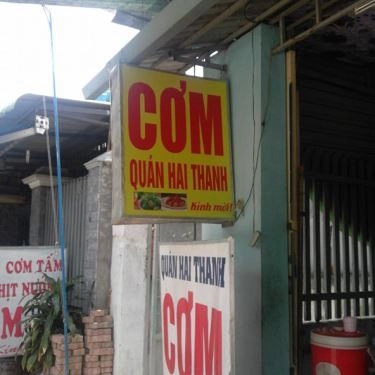 CƠM
QUÁN HAI THANH
Kính mời!
QUÁN HAI THANH
CƠM
CƠM TẤM